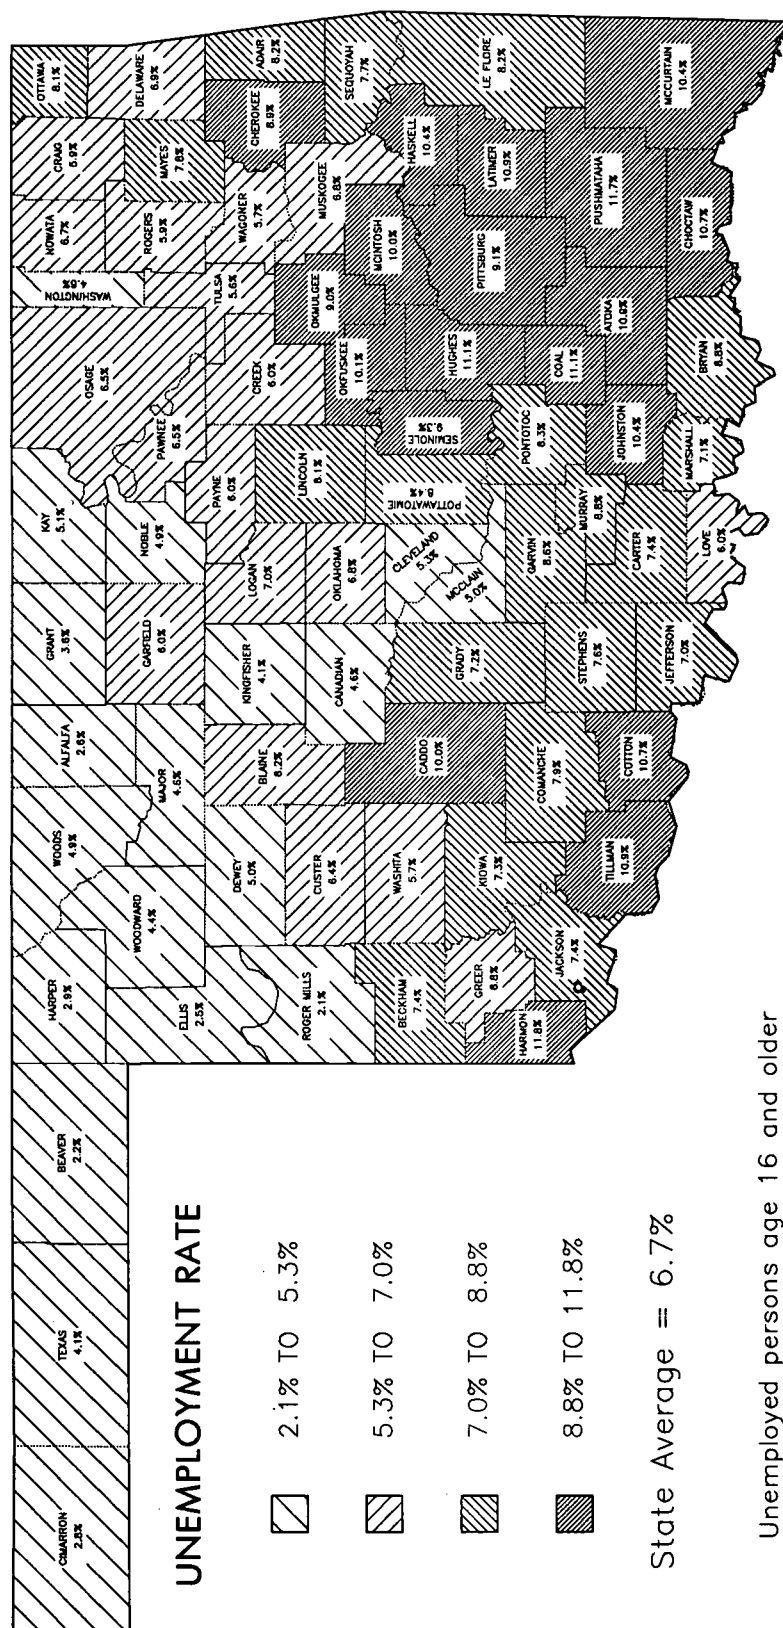 CIMARRON
2.8%
TEXAS
4.1%
BEAVER
2.2%
HARPER
2.9%
WOODS
4.9%
ALFALFA
2.6%
GRANT
3.6%
KAY
5.1%
OSAGE
6.5%
WASHINGTON
4.6%
NOWATA
6.7%
CRAIG
5.9%
OTTAWA
8.1%
ELLIS
2.5%
WOODWARD
4.4%
MAJOR
4.5%
GARFIELD
6.0%
NOBLE
4.9%
PAWNEE
6.5%
ROGERS
5.9%
MAYES
7.8%
DELAWARE
6.9%
ROGER MILLS
2.1%
DEWEY
5.0%
BLAINE
KINGFISHER
4.1%
LOGAN
7.0%
PAYNE
6.0%
CREEK
6.0%
TULSA
5.6%
WAGONER
5.7%
CHEROKEE
8.9%
ADAIR
8.2%
CUSTER
6.4%
CANADIAN
4.6%
OKLAHOMA
6.8%
LINCOLN
8.1%
OKFUSKEE
10.1%
OKMULGEE
9.0%
MUSKOGEE
6.8%
SEQUOYAH
7.7%
BECKHAM
7.4%
WASHITA
5.7%
CADDO
10.0%
GRADY
7.2%
CLEVELAND
5.3%
MCCLAIN
5.0%
POTTAWATOMIE
8.4%
SEMINOLE
9.3%
HUGHES
11.1%
MCINTOSH
10.0%
HASKELL
10.4%
LE FLORE
8.2%
GREER
6.8%
KIOWA
7.3%
COMANCHE
7.9%
STEPHENS
7.6%
GARVIN
8.6%
MURRAY
8.8%
PONTOTOC
8.3%
COAL
11.1%
PITTSBURG
9.1%
LATIMER
10.9%
HARMON
11.8%
JACKSON
7.4%
TILLMAN
10.9%
COTTON
10.7%
JEFFERSON
7.0%
CARTER
7.4%
LOVE
6.0%
JOHNSTON
10.4%
MARSHALL
7.1%
ATOKA
10.9%
BRYAN
8.8%
PUSHMATAHA
11.7%
CHOCTAW
10.7%
MCCURTAIN
10.4%
UNEMPLOYMENT RATE
2.1% TO 5.3%
5.3% TO 7.0%
7.0% TO 8.8%
8.8% TO 11.8%
State Average = 6.7%
Unemployed persons age 16 and older